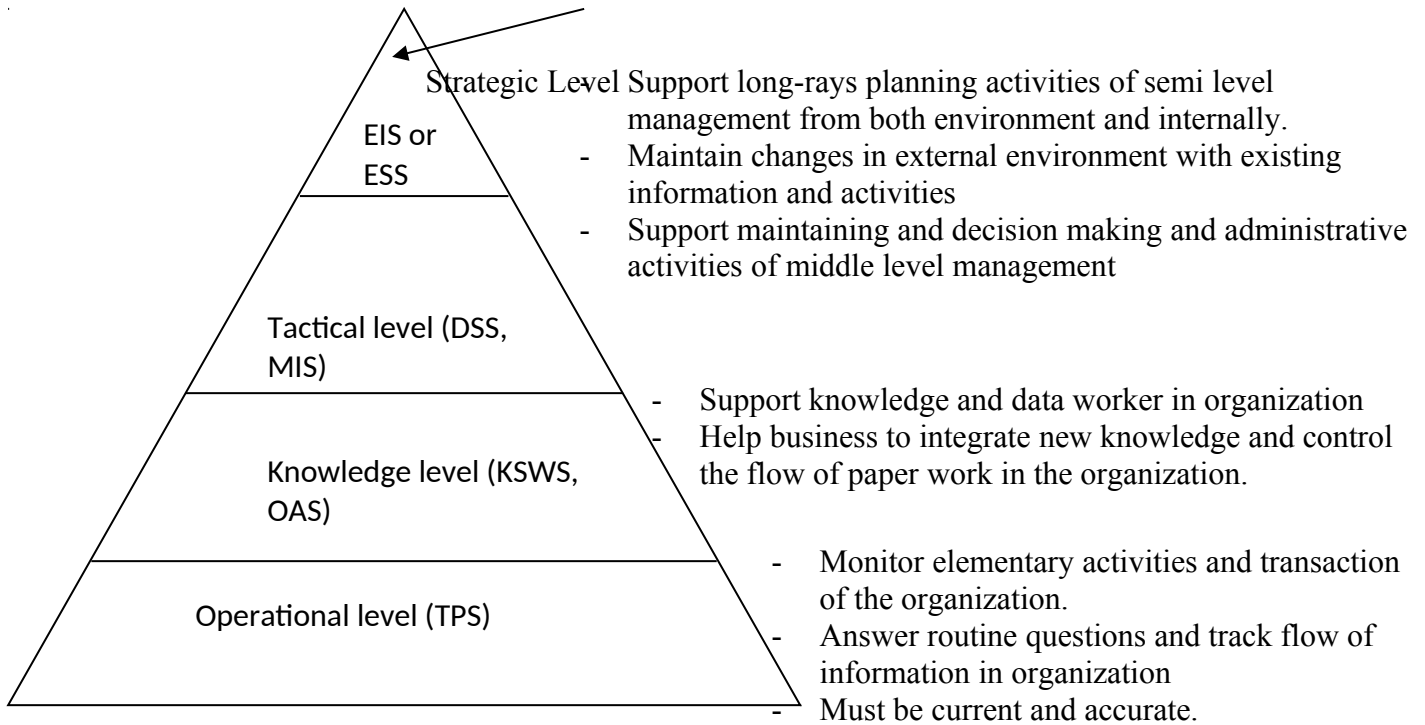 Strategic Level
- Support long-rays planning activities of semi level
management from both environment and internally.
- Maintain changes in external environment with existing
information and activities
- Support maintaining and decision making and administrative
activities of middle level management
EIS or
ESS
Tactical level (DSS,
MIS)
- Support knowledge and data worker in organization
- Help business to integrate new knowledge and control
the flow of paper work in the organization.
Knowledge level (KSWS,
OAS)
- Monitor elementary activities and transaction
of the organization.
- Answer routine questions and track flow of
information in organization
- Must be current and accurate.
Operational level (TPS)